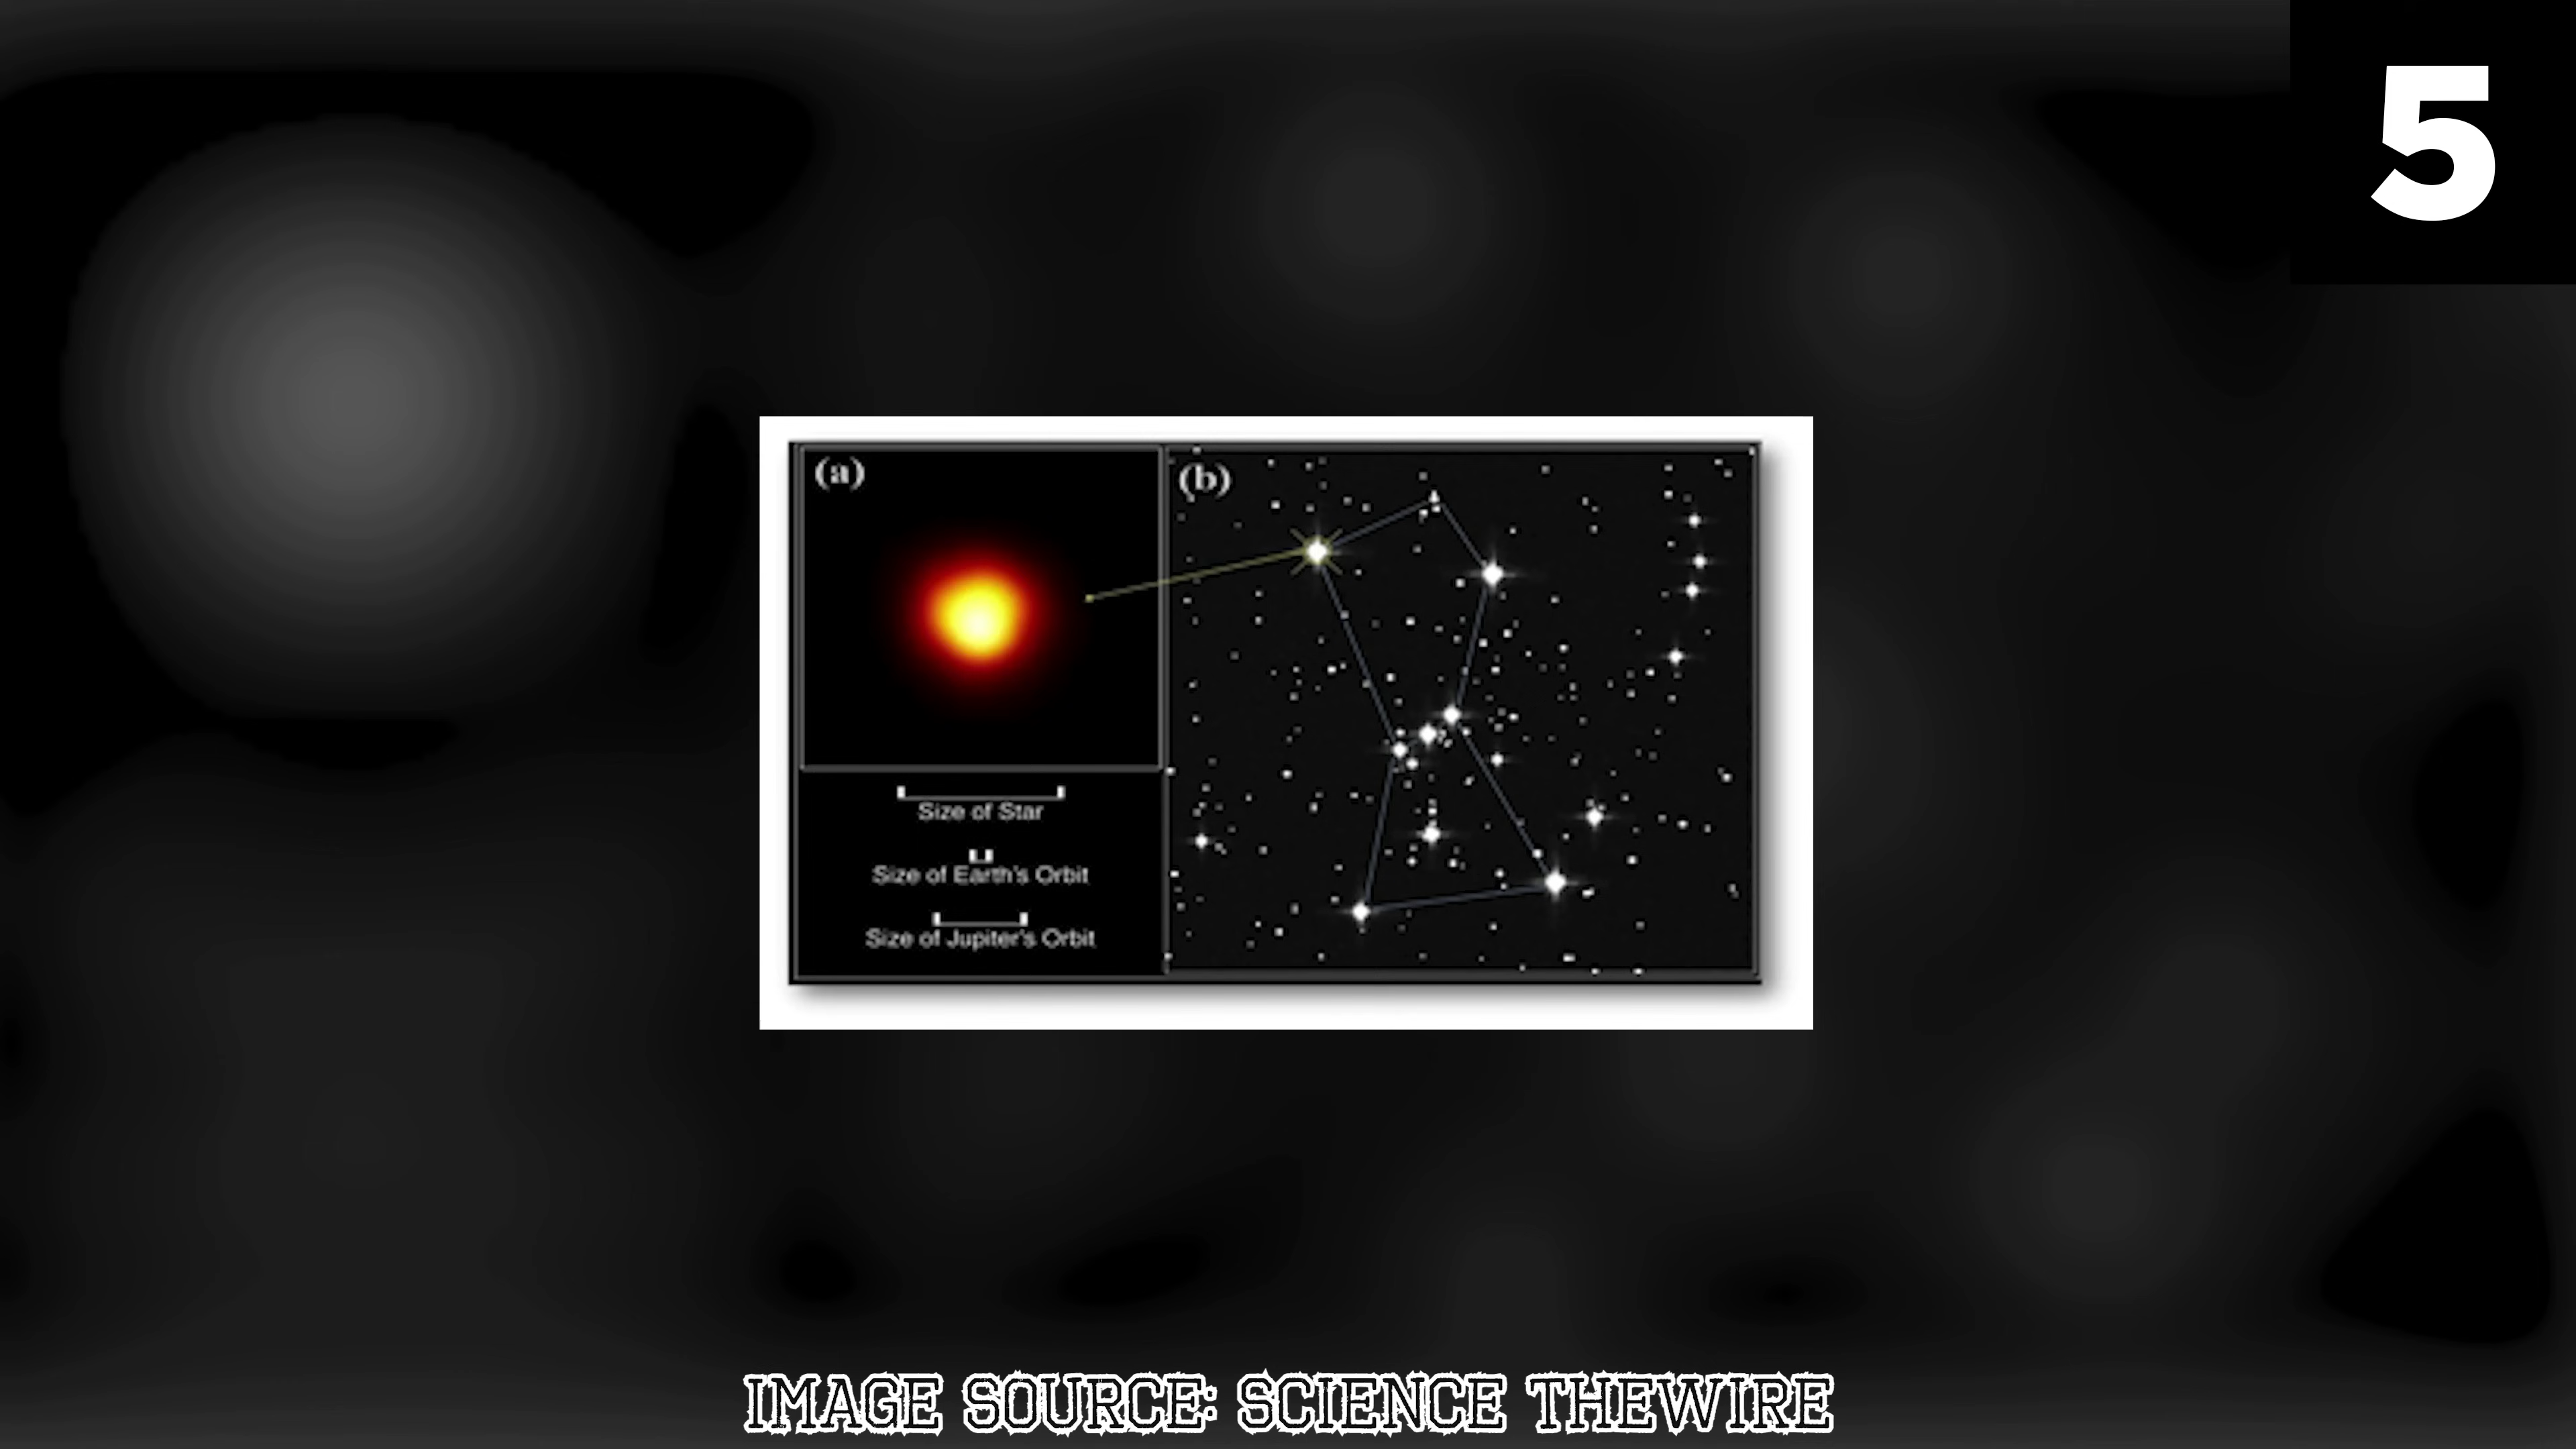 5
(a)
(b)
Size of Star
Size of Earth's Orbit
Size of Jupiter's Orbit
IMAGE SOURCE: SCIENCE THEWIRE